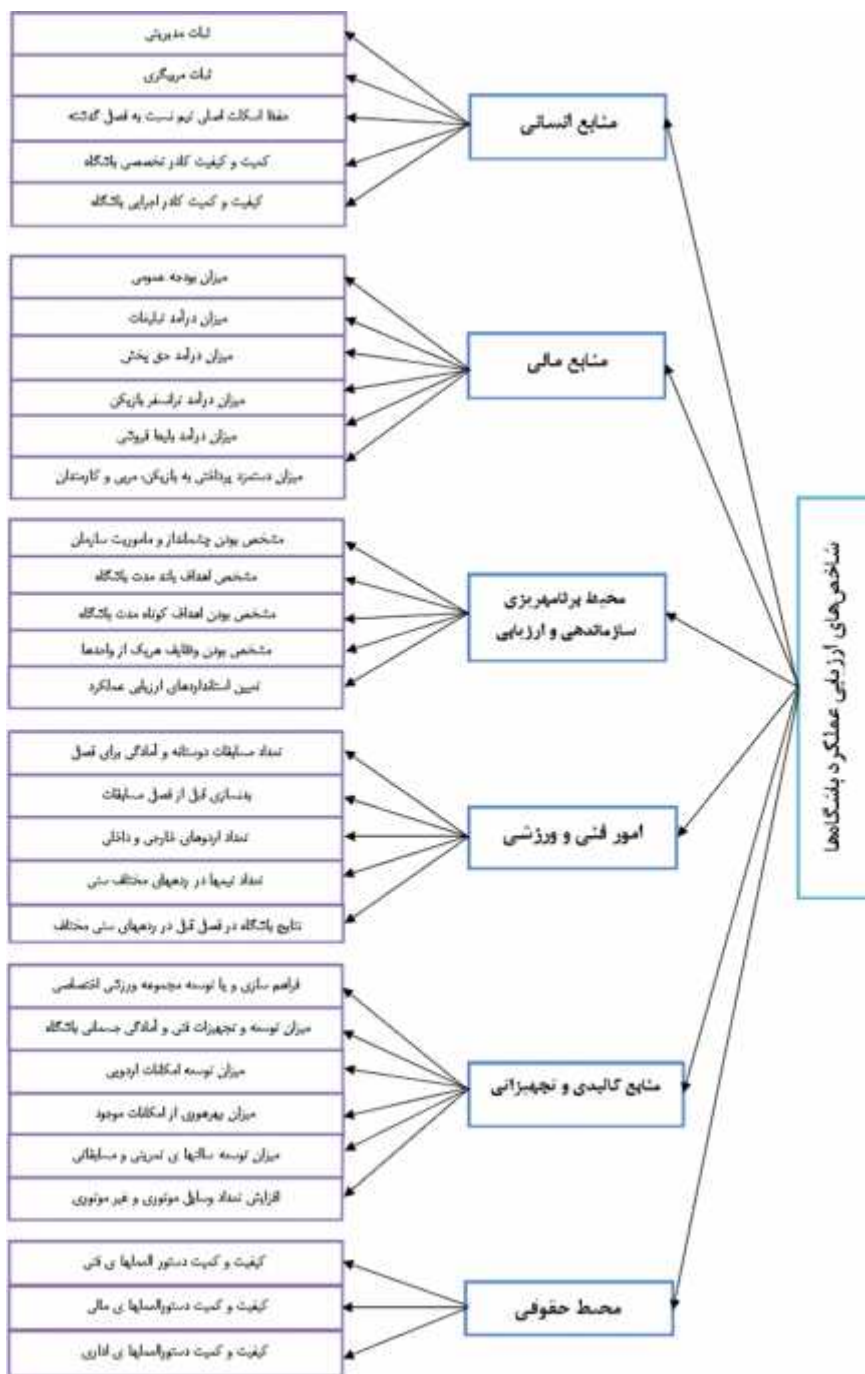 شاخص‌های ارزیابی عملکرد باشگاه‌ها
منابع انسانی
ثبات مدیریتی
ثبات مربیگری
حفظ اسکلت اصلی تیم نسبت به فصل گذشته
کمیت و کیفیت کادر تخصصی باشگاه
کیفیت و کمیت کادر اجرایی باشگاه
منابع مالی
میزان بودجه عمومی
میزان درآمد تبلیغات
میزان درآمد حق پخش
میزان درآمد ترانسفر بازیکن
میزان درآمد بلیط فروشی
میزان دستمزد پرداختی به بازیکن، مربی و کارمندان
محیط برنامه‌ریزی
سازماندهی و ارزیابی
مشخص بودن چشم‌انداز و ماموریت سازمان
مشخص اهداف بلند مدت باشگاه
مشخص بودن اهداف کوتاه مدت باشگاه
مشخص بودن وظایف هریک از واحدها
تعیین استانداردهای ارزیابی عملکرد
امور فنی و ورزشی
تعداد مسابقات دوستانه و آمادگی برای فصل
بدنسازی قبل از فصل مسابقات
تعداد اردوهای خارجی و داخلی
تعداد تیمها در رده‌های مختلف سنی
نتایج باشگاه در فصل قبل در رده‌های سنی مختلف
منابع کالبدی و تجهیزاتی
فراهم سازی و یا توسعه مجموعه ورزشی اختصاصی
میزان توسعه و تجهیزات فنی و آمادگی جسمانی باشگاه
میزان توسعه امکانات اردویی
میزان بهره‌وری از امکانات موجود
میزان توسعه سالنها ی تمرینی و مسابقاتی
افزایش تعداد وسایل موتوری و غیر موتوری
محیط حقوقی
کیفیت و کمیت دستور العملها ی فنی
کیفیت و کمیت دستورالعملها ی مالی
کیفیت و کمیت دستورالعملها ی اداری